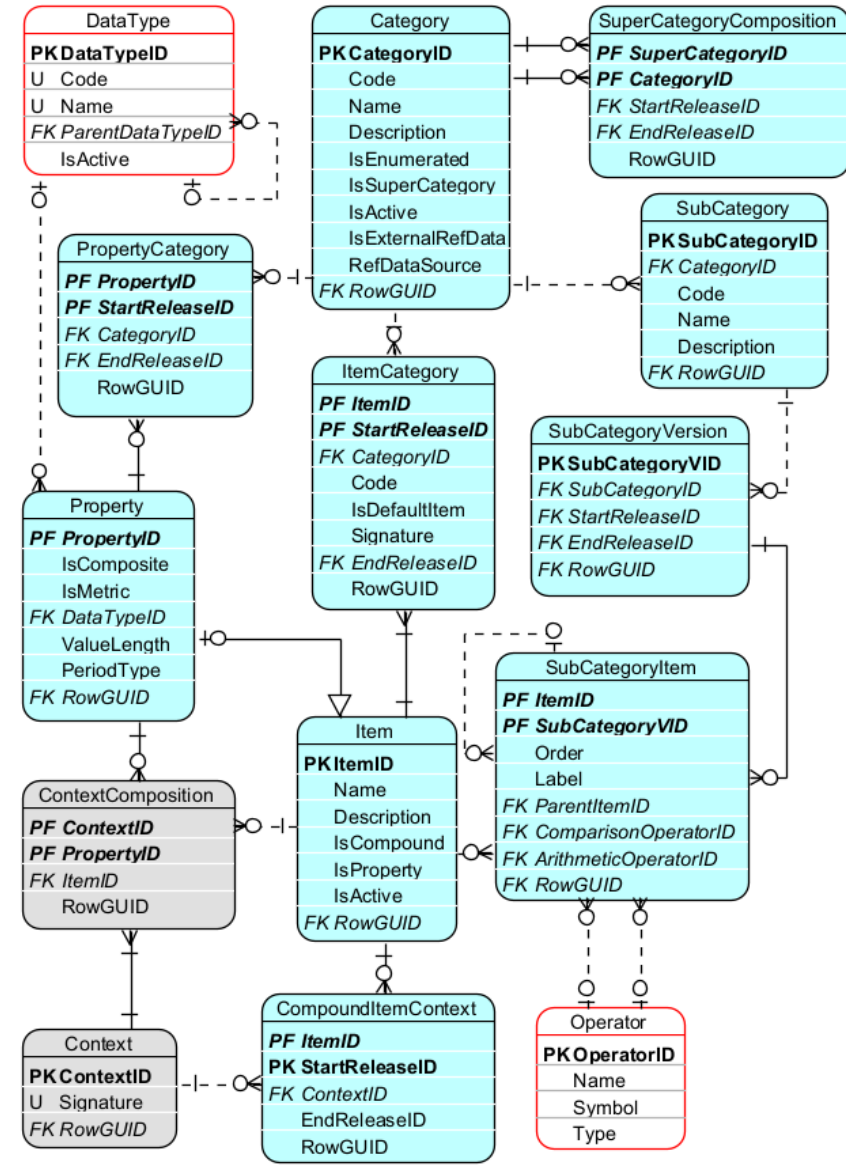 DataType
PK DataTypeID
U Code
U Name
FK ParentDataTypeID
IsActive
Category
PK CategoryID
Code
Name
Description
IsEnumerated
IsSuperCategory
IsActive
IsExternalRefData
RefDataSource
FK RowGUID
SuperCategoryComposition
PF SuperCategoryID
PF CategoryID
FK StartReleaseID
FK EndReleaseID
RowGUID
SubCategory
PK SubCategoryID
FK CategoryID
Code
Name
Description
FK RowGUID
PropertyCategory
PF PropertyID
PF StartReleaseID
FK CategoryID
FK EndReleaseID
RowGUID
ItemCategory
PF ItemID
PF StartReleaseID
FK CategoryID
Code
IsDefaultItem
Signature
FK EndReleaseID
RowGUID
SubCategoryVersion
PK SubCategoryVID
FK SubCategoryID
FK StartReleaseID
FK EndReleaseID
FK RowGUID
Property
PF PropertyID
IsComposite
IsMetric
FK DataTypeID
ValueLength
PeriodType
FK RowGUID
Item
PK ItemID
Name
Description
IsCompound
IsProperty
IsActive
FK RowGUID
SubCategoryItem
PF ItemID
PF SubCategoryVID
Order
Label
FK ParentItemID
FK ComparisonOperatorID
FK ArithmeticOperatorID
FK RowGUID
ContextComposition
PF ContextID
PF PropertyID
FK ItemID
RowGUID
Context
PK ContextID
U Signature
FK RowGUID
CompoundItemContext
PF ItemID
PK StartReleaseID
FK ContextID
EndReleaseID
RowGUID
Operator
PK OperatorID
Name
Symbol
Type